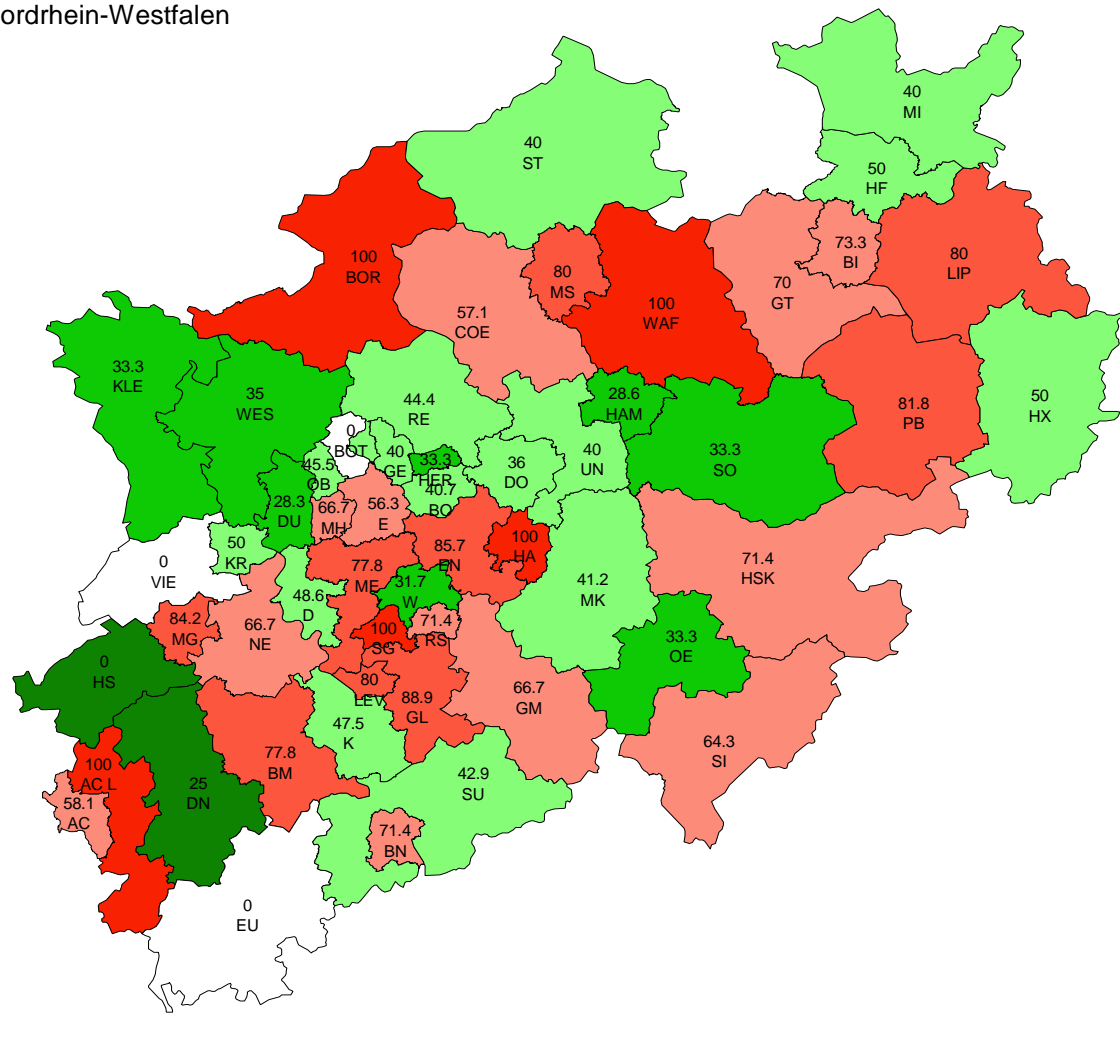 ordrhein-Westfalen
40
MI
40
ST
50
HF
73.3
BI
80
LIP
100
BOR
80
MS
70
GT
100
WAF
57.1
COE
33.3
KLE
35
WES
44.4
RE
28.6
HAM
50
HX
81.8
PB
0
BOT
40
GE
33.3
HER
36
DO
40
UN
33.3
SO
45.5
OB
40.7
BO
28.3
DU
66.7
MH
56.3
E
50
KR
85.7
EN
100
HA
0
VIE
77.8
ME
31.7
W
71.4
HSK
48.6
D
41.2
MK
84.2
MG
66.7
NE
100
SG
71.4
RS
33.3
OE
0
HS
80
LEV
88.9
GL
66.7
GM
47.5
K
64.3
SI
77.8
BM
42.9
SU
100
AC L
25
DN
58.1
AC
71.4
BN
0
EU